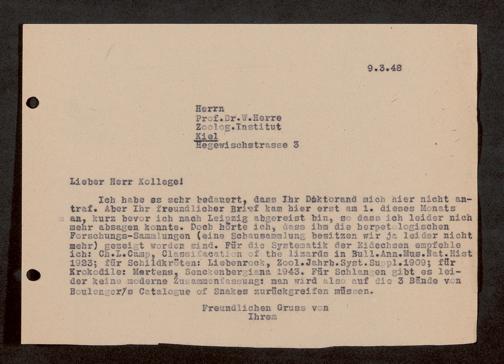 9.3.48
Herrn
Prof.Dr.W.Herre
Zoolog.Institut
Kiel
Hegewischstrasse 3
Lieber Herr Kollege!
Ich habe es sehr bedauert, dass Ihr Doktorand mich hier nicht an-
traf. Aber Ihr freundlicher Brief kam hier erst am 1. dieses Monats
an, kurz bevor ich nach Leipzig abgereist bin, so dass ich leider nich
mehr absagen konnte. Doch hörte ich, dass ihm die herpetologischen
Forschungs-Sammlungen (eine Schausammlung besitzen wir ja leider nicht
mehr) gezeigt worden sind. Für die Systematik der Eidechsen empfehle
ich: Ch.L.Camp, Classification of the lizards in Bull.Ann.Mus.Nat.Hist
1923; für Schildkröten: Siebenrock, Zool.Jahrb.Syst.Suppl.1909; für
Krokodile: Mertens, Senckenbergiana 1943. Für Schlangen gibt es lei-
der keine moderne Zusammenfassung: man wird also auf die 3 Bände von
Boulenger/s Catalogue of Snakes zurückgreifen müssen.
Freundlichen Gruss von
Ihrem